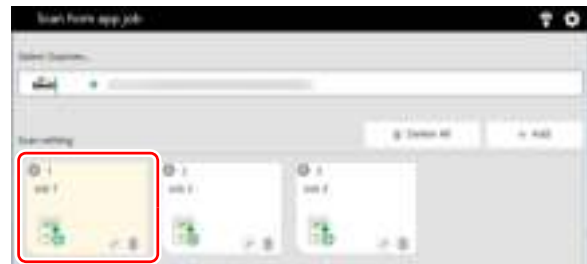 Scan from app job
Select Scanner...
Scan setting
Delete All
+ Add
1
Job 1
2
Job 2
3
Job 3